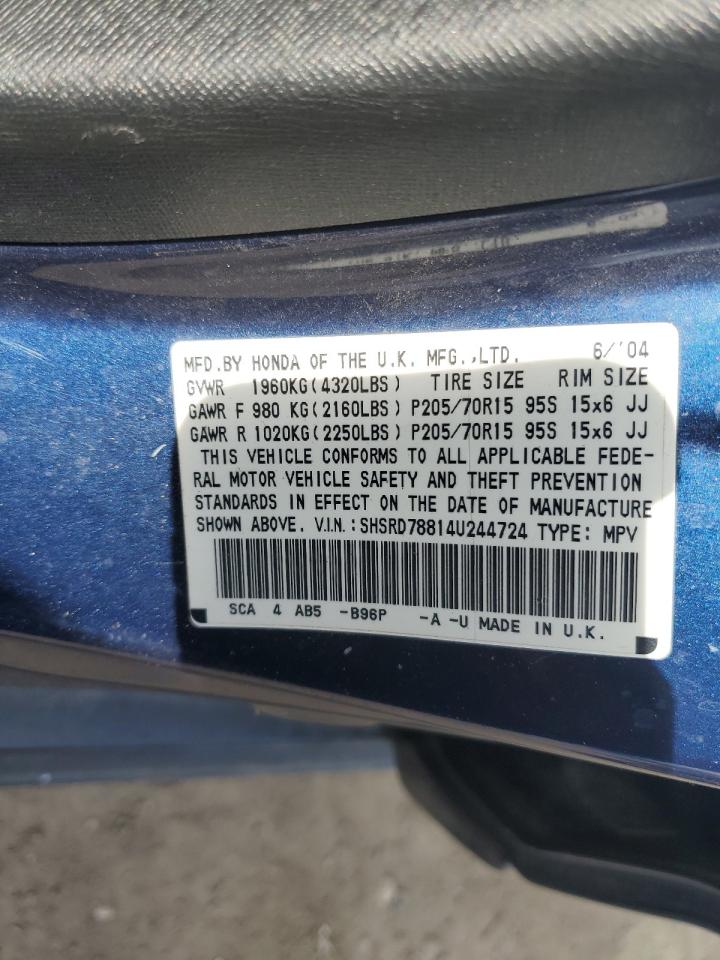 MFD.BY HONDA OF THE U.K. MFG.,LTD. 6/'04
GVWR 1960KG(4320LBS) TIRE SIZE RIM SIZE
GAWR F 980 KG(2160LBS) P205/70R15 95S 15x6 JJ
GAWR R 1020KG(2250LBS) P205/70R15 95S 15x6 JJ
THIS VEHICLE CONFORMS TO ALL APPLICABLE FEDE-
RAL MOTOR VEHICLE SAFETY AND THEFT PREVENTION
STANDARDS IN EFFECT ON THE DATE OF MANUFACTURE
SHOWN ABOVE. V.I.N.:SHSRD78814U244724 TYPE: MPV
SCA 4 AB5 -B96P -A -U MADE IN U.K.